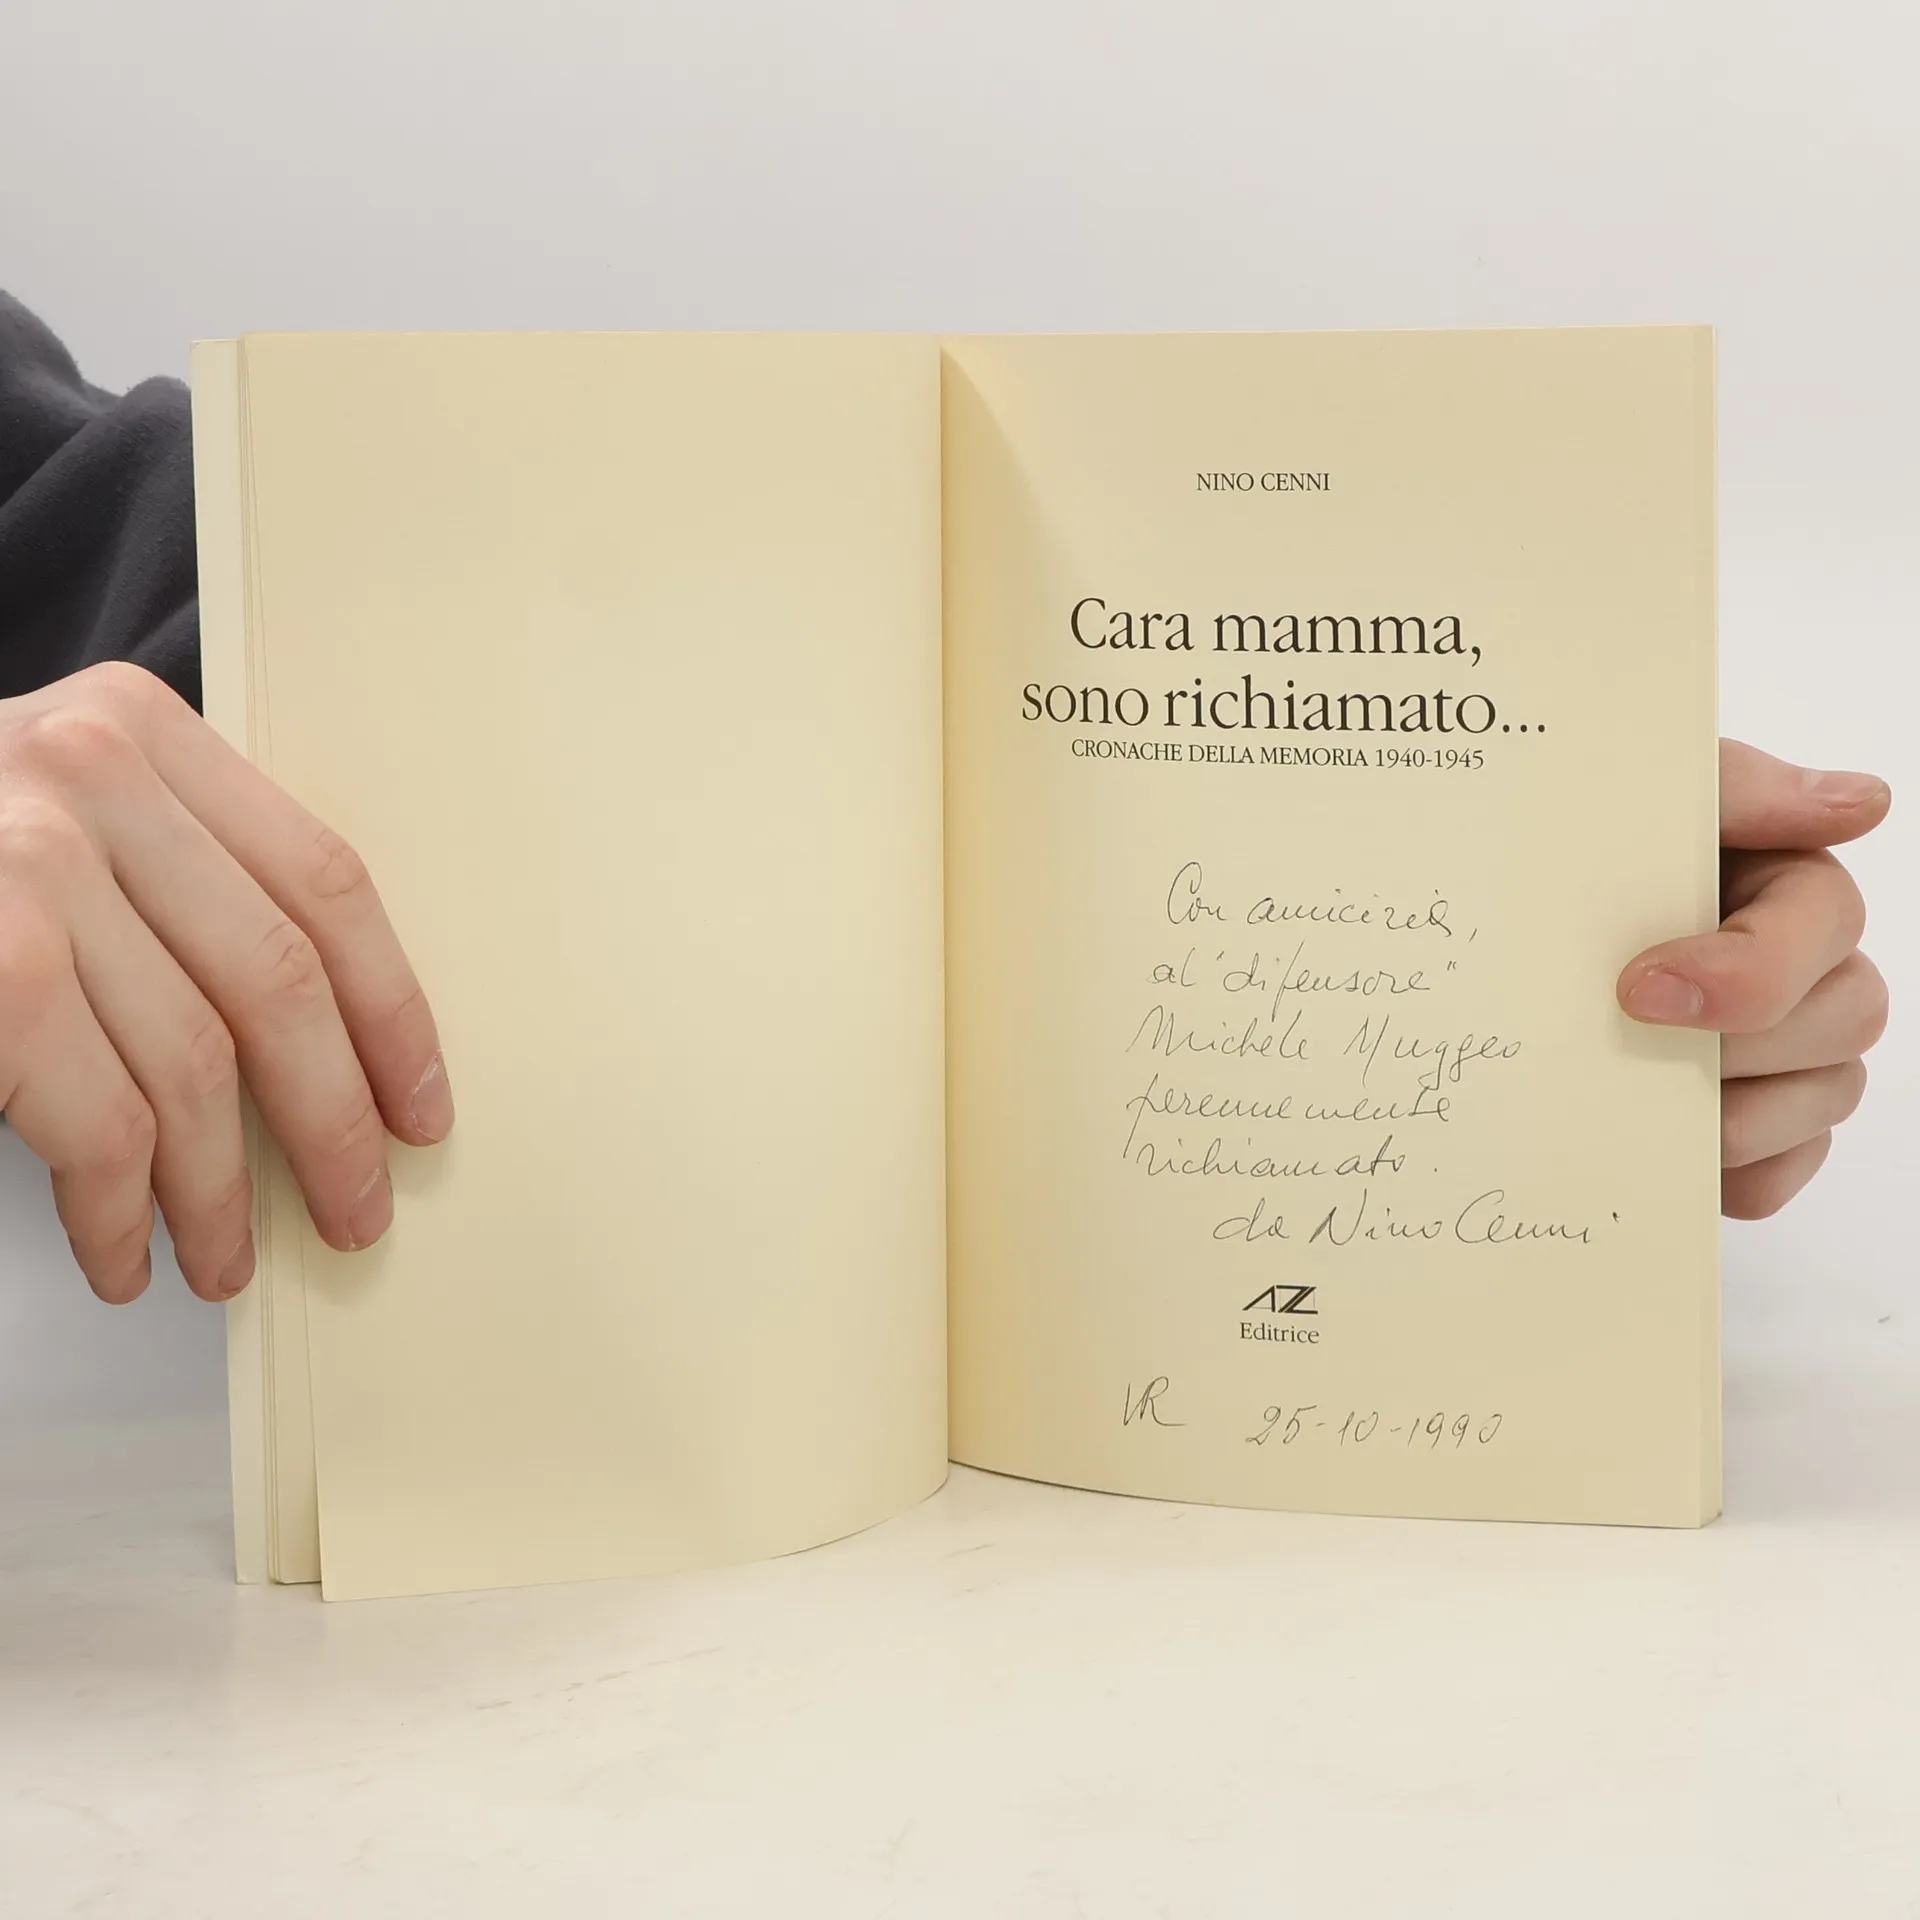 NINO CENNI
Cara mamma,
sono richiamato...
CRONACHE DELLA MEMORIA 1940-1945
Con amicizia,
al "difensore"
Michele Muggeo
perennemente
richiamato.
da Nino Cenni
AZ
Editrice
VR 25-10-1990